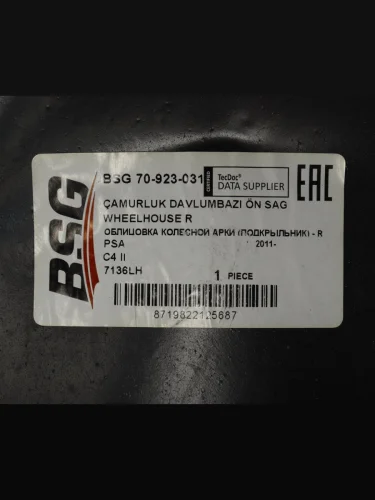 BSG
BSG 70-923-031
CERTIFIED
TecDoc®
DATA SUPPLIER
EAC
ÇAMURLUK DAVLUMBAZI ÖN SAG
WHEELHOUSE R
ОБЛИЦОВКА КОЛЕСНОЙ АРКИ (ПОДКРЫЛЬНИК) - R
PSA 2011-
C4 II
7136LH 1 PIECE
8719822125687